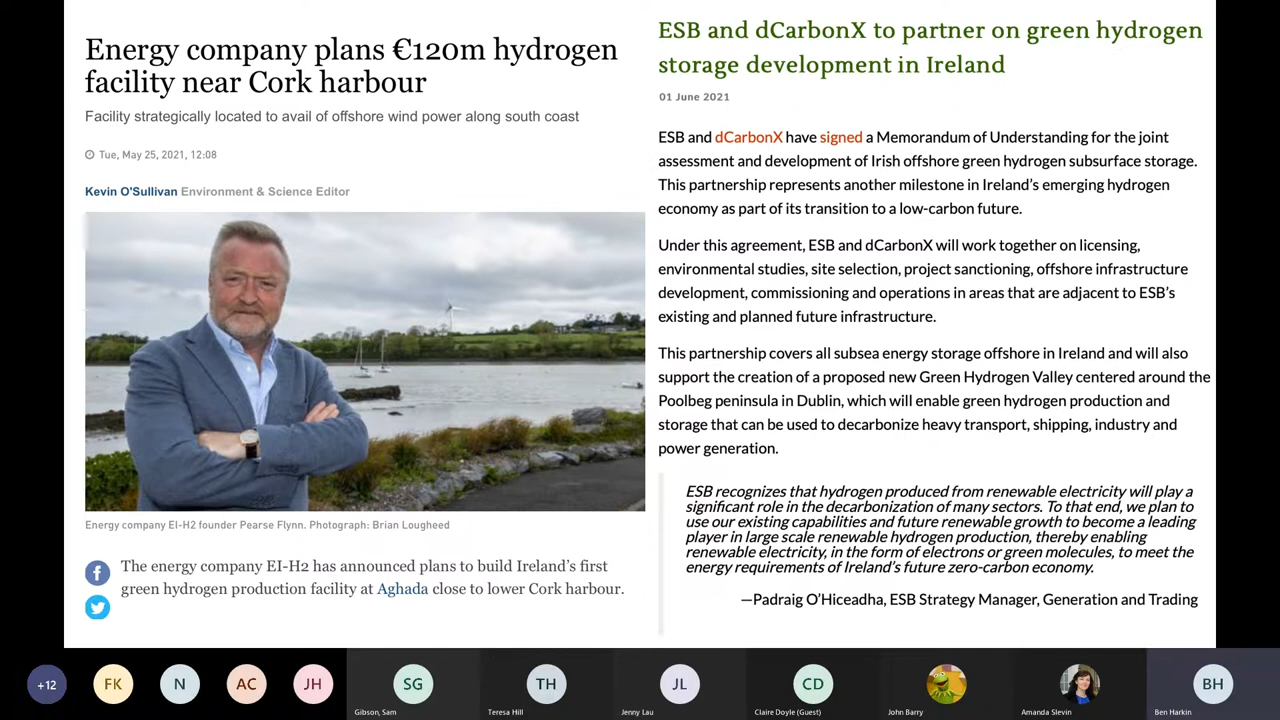 Energy company plans €120m hydrogen
facility near Cork harbour
Facility strategically located to avail of offshore wind power along south coast
Tue, May 25, 2021, 12:08
Kevin O'Sullivan Environment & Science Editor
Energy company EI-H2 founder Pearse Flynn. Photograph: Brian Lougheed
The energy company EI-H2 has announced plans to build Ireland's first
green hydrogen production facility at Aghada close to lower Cork harbour.
ESB and dCarbonX to partner on green hydrogen
storage development in Ireland
01 June 2021
ESB and dCarbonX have signed a Memorandum of Understanding for the joint
assessment and development of Irish offshore green hydrogen subsurface storage.
This partnership represents another milestone in Ireland's emerging hydrogen
economy as part of its transition to a low-carbon future.
Under this agreement, ESB and dCarbonX will work together on licensing,
environmental studies, site selection, project sanctioning, offshore infrastructure
development, commissioning and operations in areas that are adjacent to ESB's
existing and planned future infrastructure.
This partnership covers all subsea energy storage offshore in Ireland and will also
support the creation of a proposed new Green Hydrogen Valley centered around the
Poolbeg peninsula in Dublin, which will enable green hydrogen production and
storage that can be used to decarbonize heavy transport, shipping, industry and
power generation.
ESB recognizes that hydrogen produced from renewable electricity will play a
significant role in the decarbonization of many sectors. To that end, we plan to
use our existing capabilities and future renewable growth to become a leading
player in large scale renewable hydrogen production, thereby enabling
renewable electricity, in the form of electrons or green molecules, to meet the
energy requirements of Ireland's future zero-carbon economy.
—Padraig O'Hiceadha, ESB Strategy Manager, Generation and Trading
+12
FK
N
AC
JH
SG
Gibson, Sam
TH
Teresa Hill
JL
Jenny Lau
CD
Claire Doyle (Guest)
John Barry
Amanda Slevin
BH
Ben Harkin